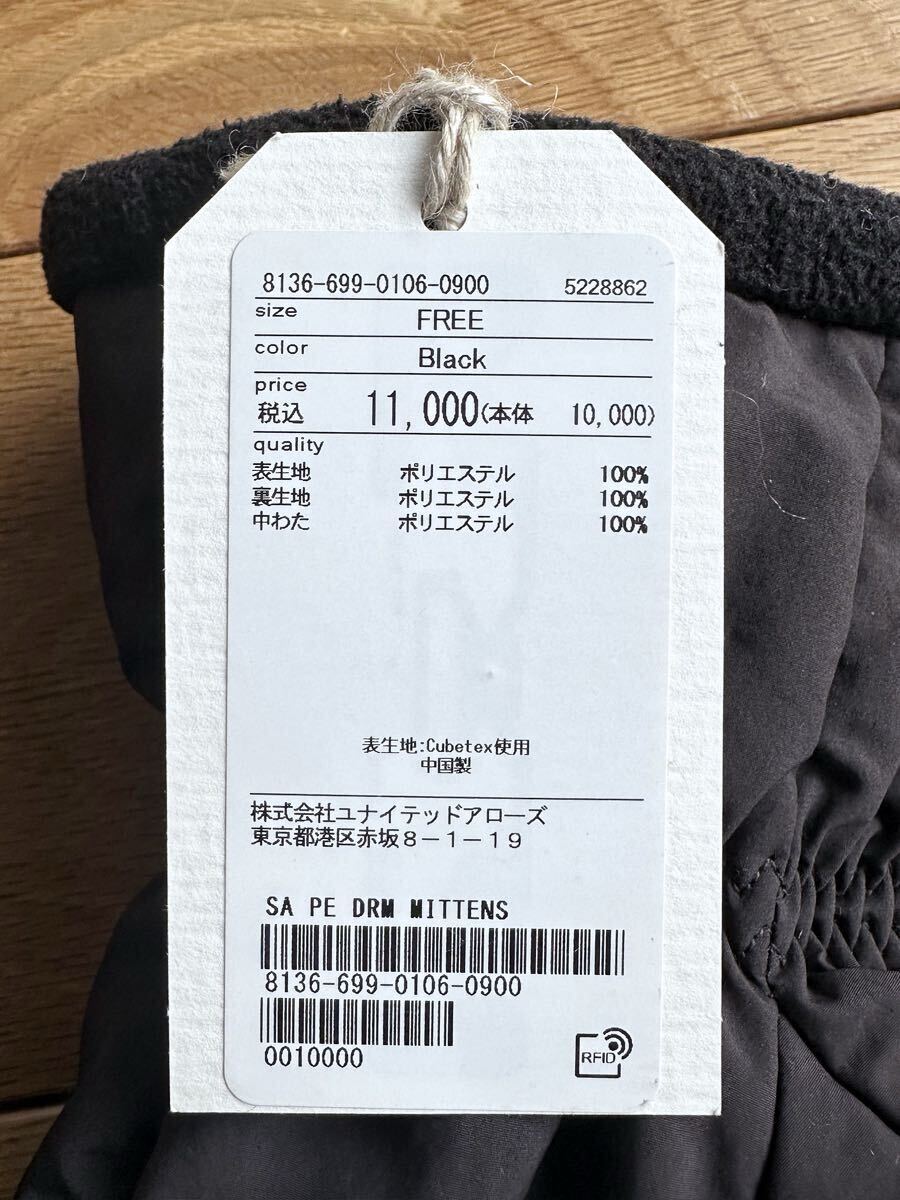 8136-699-0106-0900 5228862
size FREE
color Black
price
税込 11,000(本体 10,000)
quality
表生地 ポリエステル 100%
裏生地 ポリエステル 100%
中わた ポリエステル 100%
表生地:Cubetex使用
中国製
株式会社ユナイテッドアローズ
東京都港区赤坂8-1-19
SA PE DRM MITTENS
8136-699-0106-0900
0010000
RFID